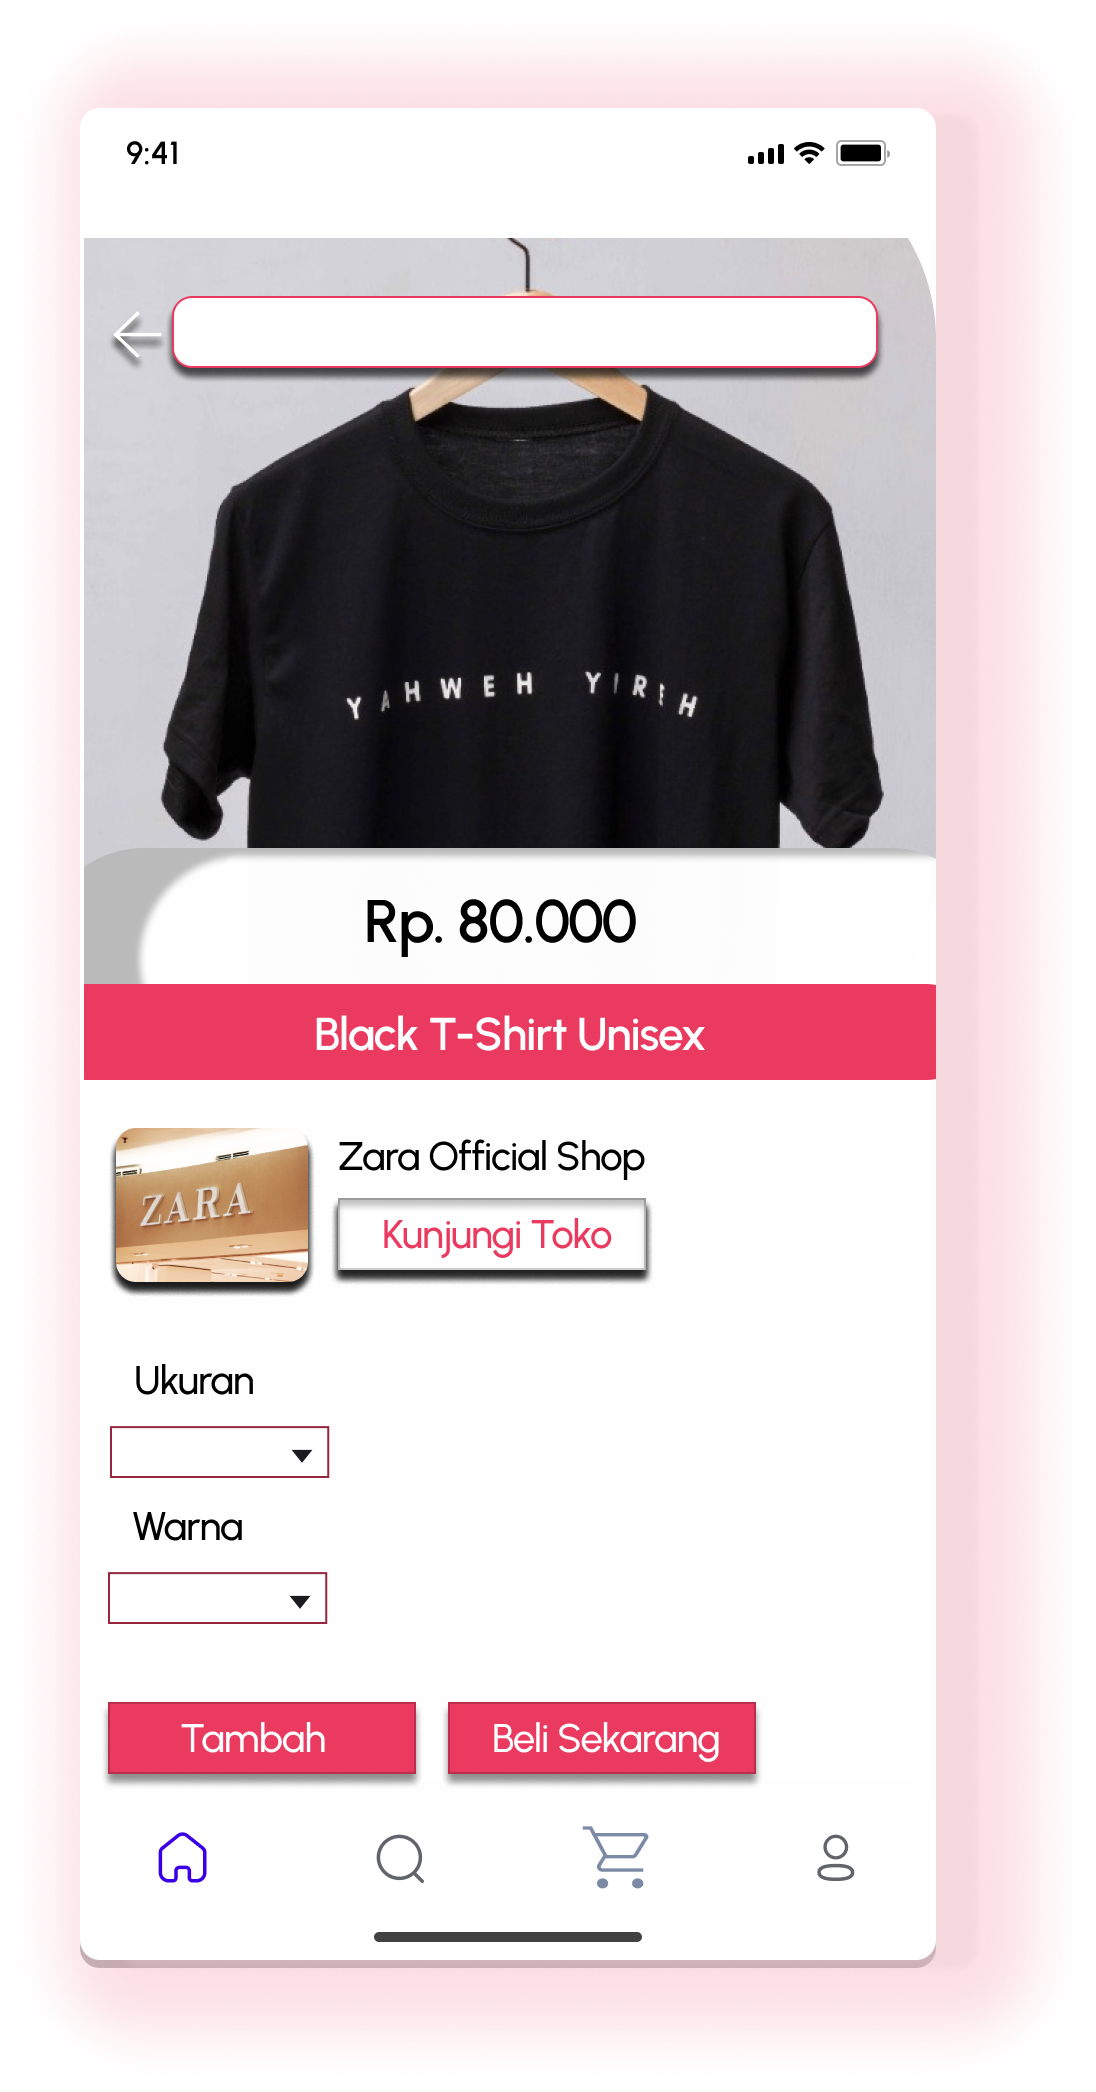 9:41
YAHWEH YIREH
Rp. 80.000
Black T-Shirt Unisex
ZARA
Zara Official Shop
Kunjungi Toko
Ukuran
Warna
Tambah
Beli Sekarang